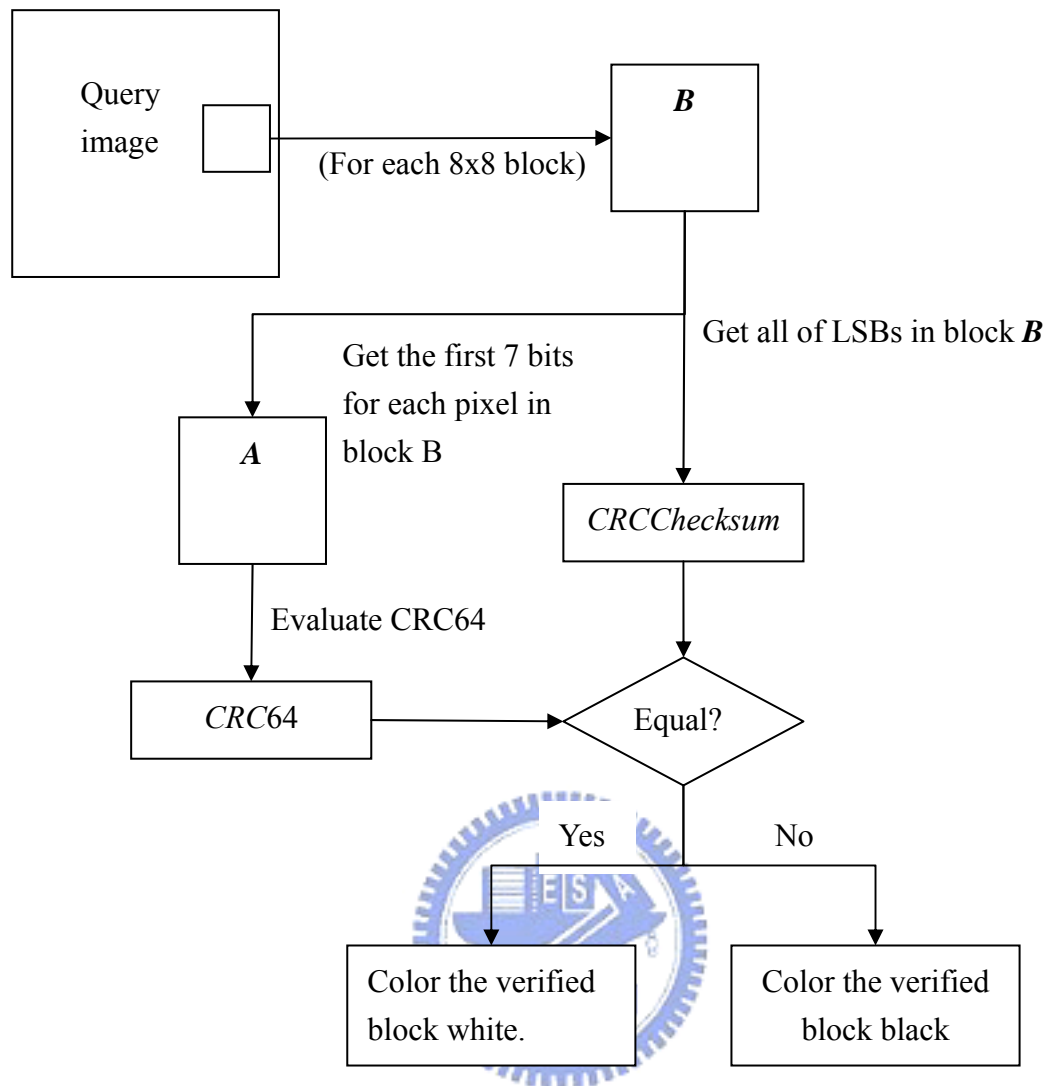 Query
image
B
(For each 8x8 block)
Get all of LSBs in block B
Get the first 7 bits
for each pixel in
block B
A
CRCChecksum
Evaluate CRC64
CRC64
Equal?
Yes
No
E S A
Color the verified
block white.
Color the verified
block black